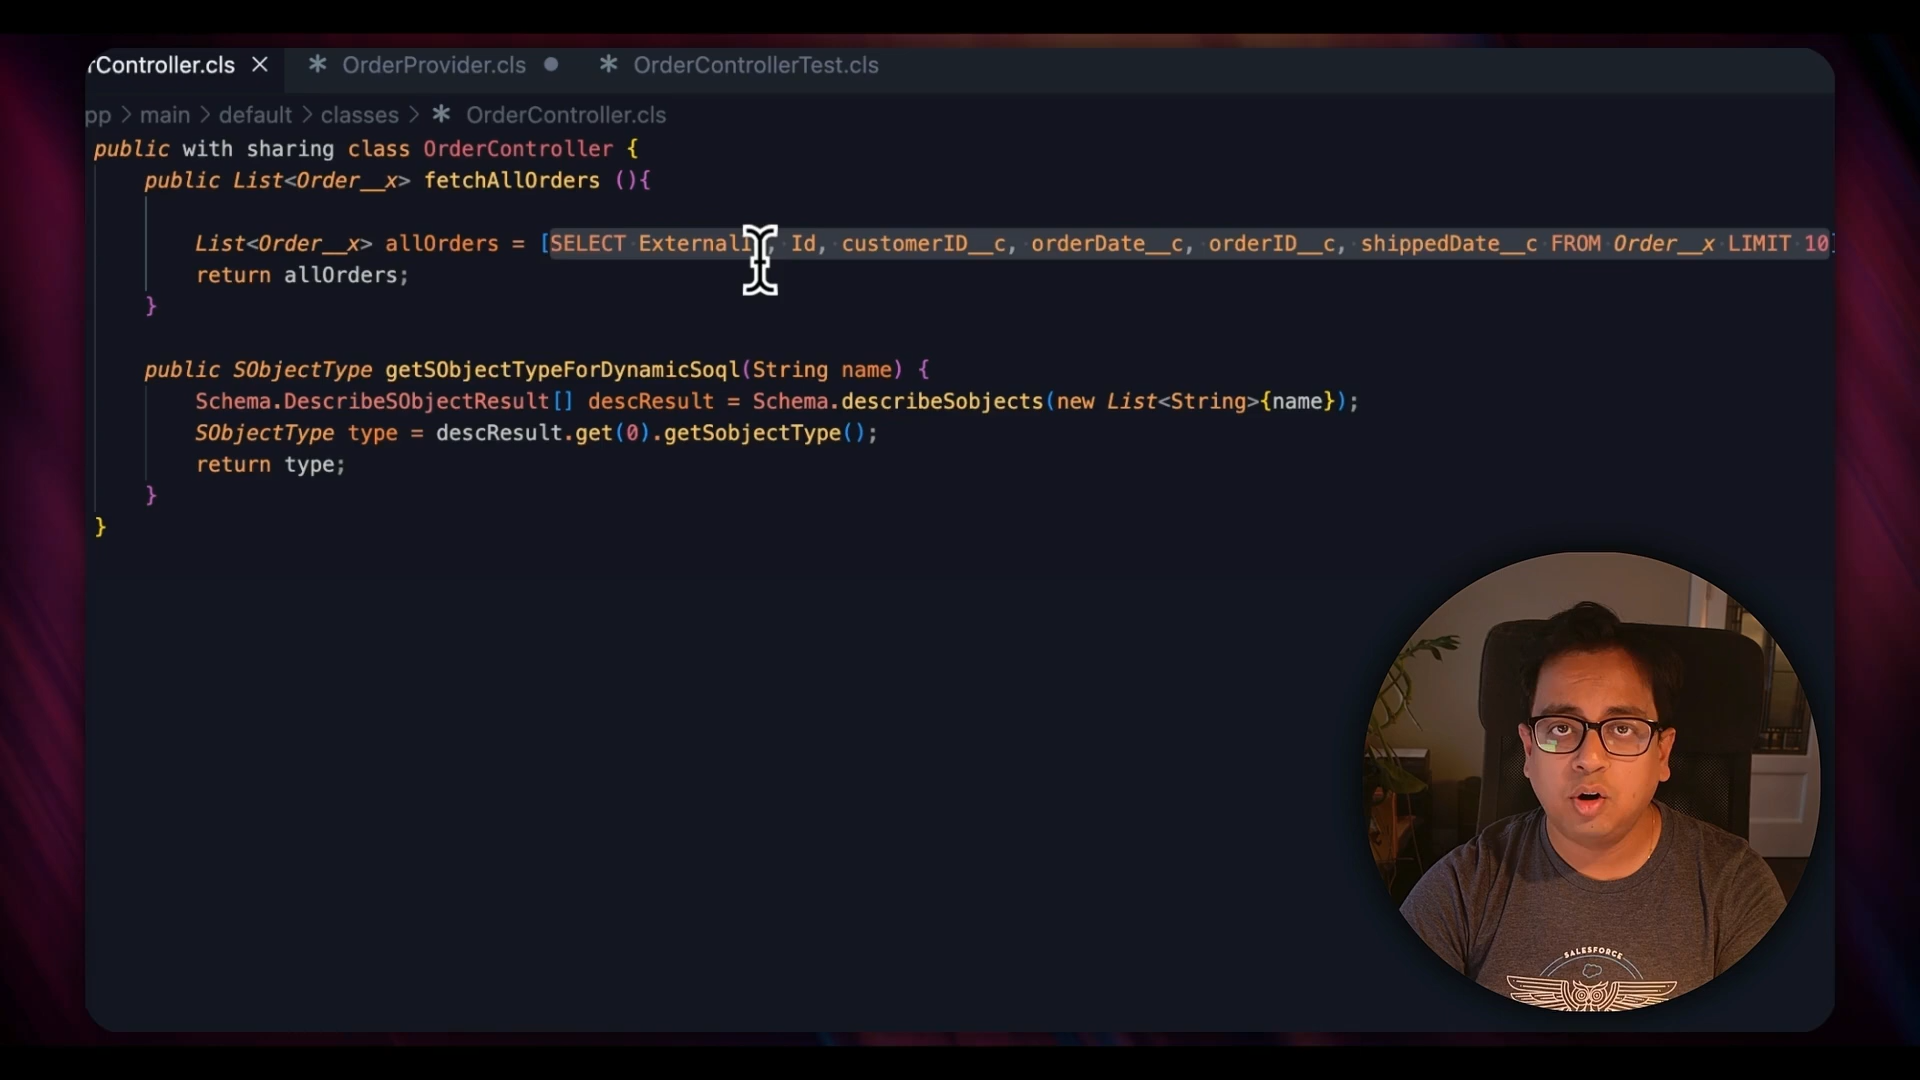 rController.cls OrderProvider.cls OrderControllerTest.cls
pp > main > default > classes > OrderController.cls
public with sharing class OrderController {
public List<Order__x> fetchAllOrders (){
List<Order__x> allOrders = [SELECT ExternalI, Id, customerID__c, orderDate__c, orderID__c, shippedDate__c FROM Order__x LIMIT 10]
return allOrders;
}
public SObjectType getSObjectTypeForDynamicSoql(String name) {
Schema.DescribeSObjectResult[] descResult = Schema.describeSobjects(new List<String>{name});
SObjectType type = descResult.get(0).getSobjectType();
return type;
}
}
SALESFORCE